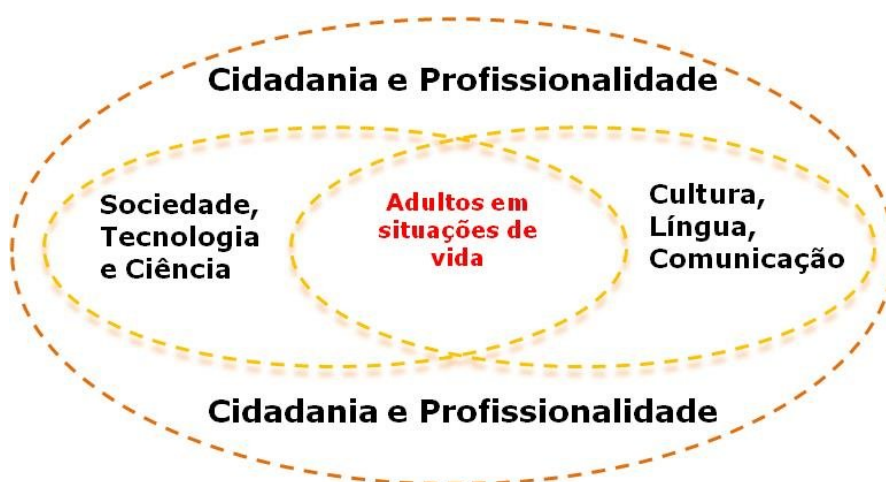 Cidadania e Profissionalidade
Sociedade,
Tecnologia
e Ciência
Adultos em
situações de
vida
Cultura,
Língua,
Comunicação
Cidadania e Profissionalidade